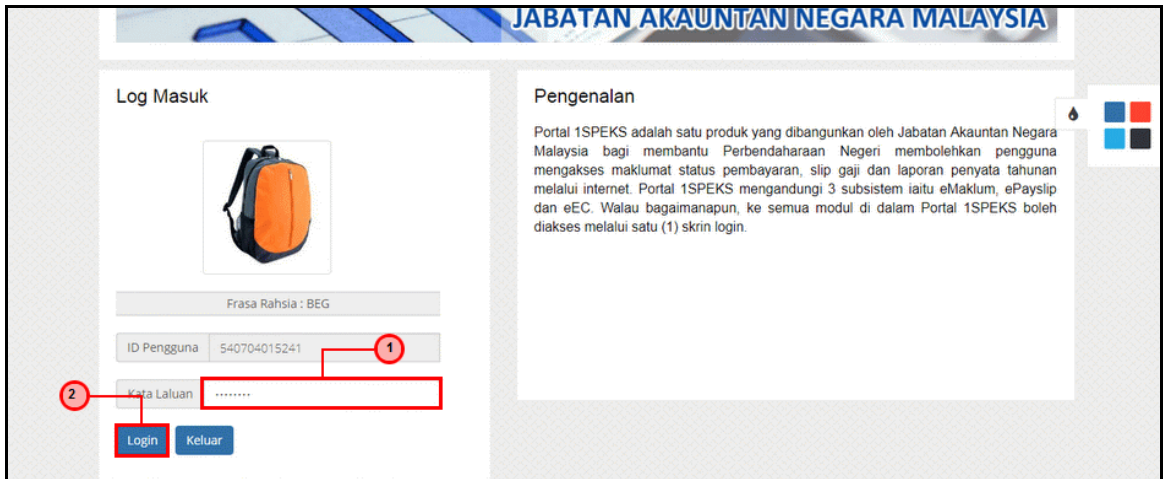 JABATAN AKAUNTAN NEGARA MALAYSIA
Log Masuk
Frasa Rahsia : BEG
ID Pengguna 540704015241
1
Kata Laluan ········
2
Login Keluar
Pengenalan
Portal 1SPEKS adalah satu produk yang dibangunkan oleh Jabatan Akauntan Negara
Malaysia bagi membantu Perbendaharaan Negeri membolehkan pengguna
mengakses maklumat status pembayaran, slip gaji dan laporan penyata tahunan
melalui internet. Portal 1SPEKS mengandungi 3 subsistem iaitu eMaklum, ePayslip
dan eEC. Walau bagaimanapun, ke semua modul di dalam Portal 1SPEKS boleh
diakses melalui satu (1) skrin login.